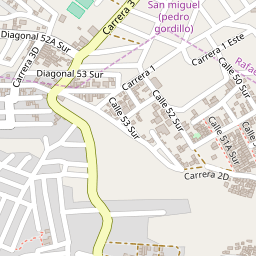 San miguel
(pedro
gordillo)
Carrera 3
Diagonal 52A Sur
Carrera 3D
Carrera 1 Este
Diagonal 53 Sur
Carrera 1
Calle 50 Sur
Calle 53 Sur
Calle 52 Sur
Calle 51 A Sur
Carrera 2D